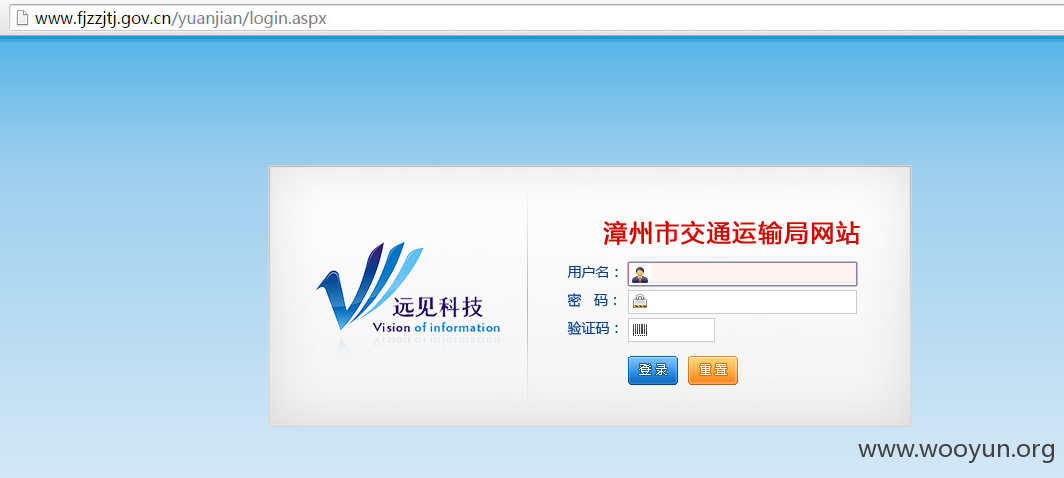 www.fjzzjtj.gov.cn/yuanjian/login.aspx
漳州市交通运输局网站
用户名：
密 码：
验证码：
登 录 重 置
远见科技
Vision of information
www.wooyun.org